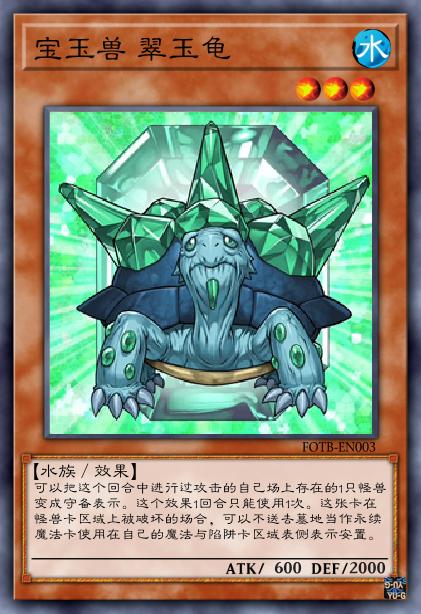 宝玉兽 翠玉龟
水
FOTB-EN003
【水族／效果】
可以把这个回合中进行过攻击的自己场上存在的1只怪兽
变成守备表示。这个效果1回合只能使用1次。这张卡在
怪兽卡区域上被破坏的场合，可以不送去墓地当作永续
魔法卡使用在自己的魔法与陷阱卡区域表侧表示安置。
ATK/ 600 DEF/2000